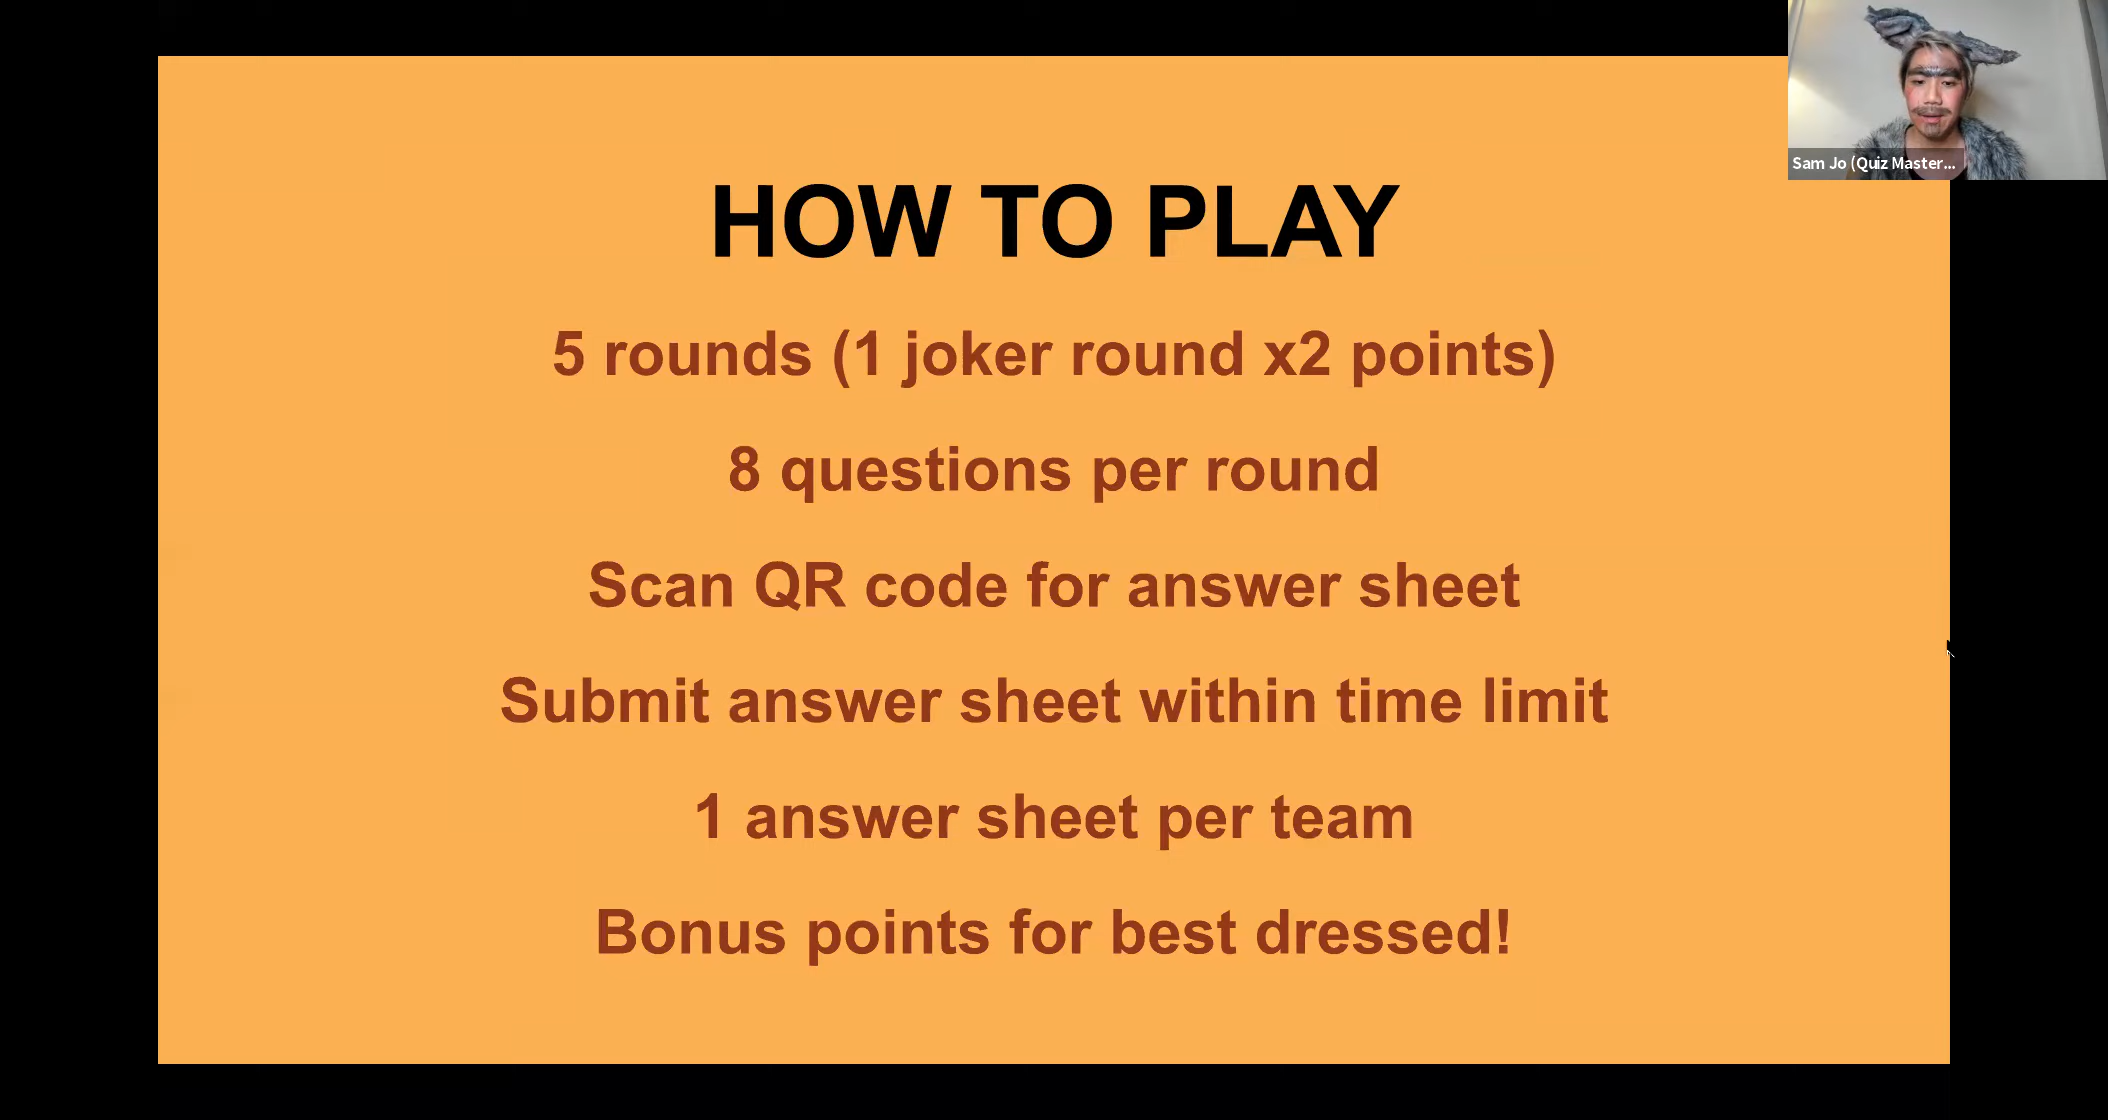 HOW TO PLAY
5 rounds (1 joker round x2 points)
8 questions per round
Scan QR code for answer sheet
Submit answer sheet within time limit
1 answer sheet per team
Bonus points for best dressed!
Sam Jo (Quiz Master...